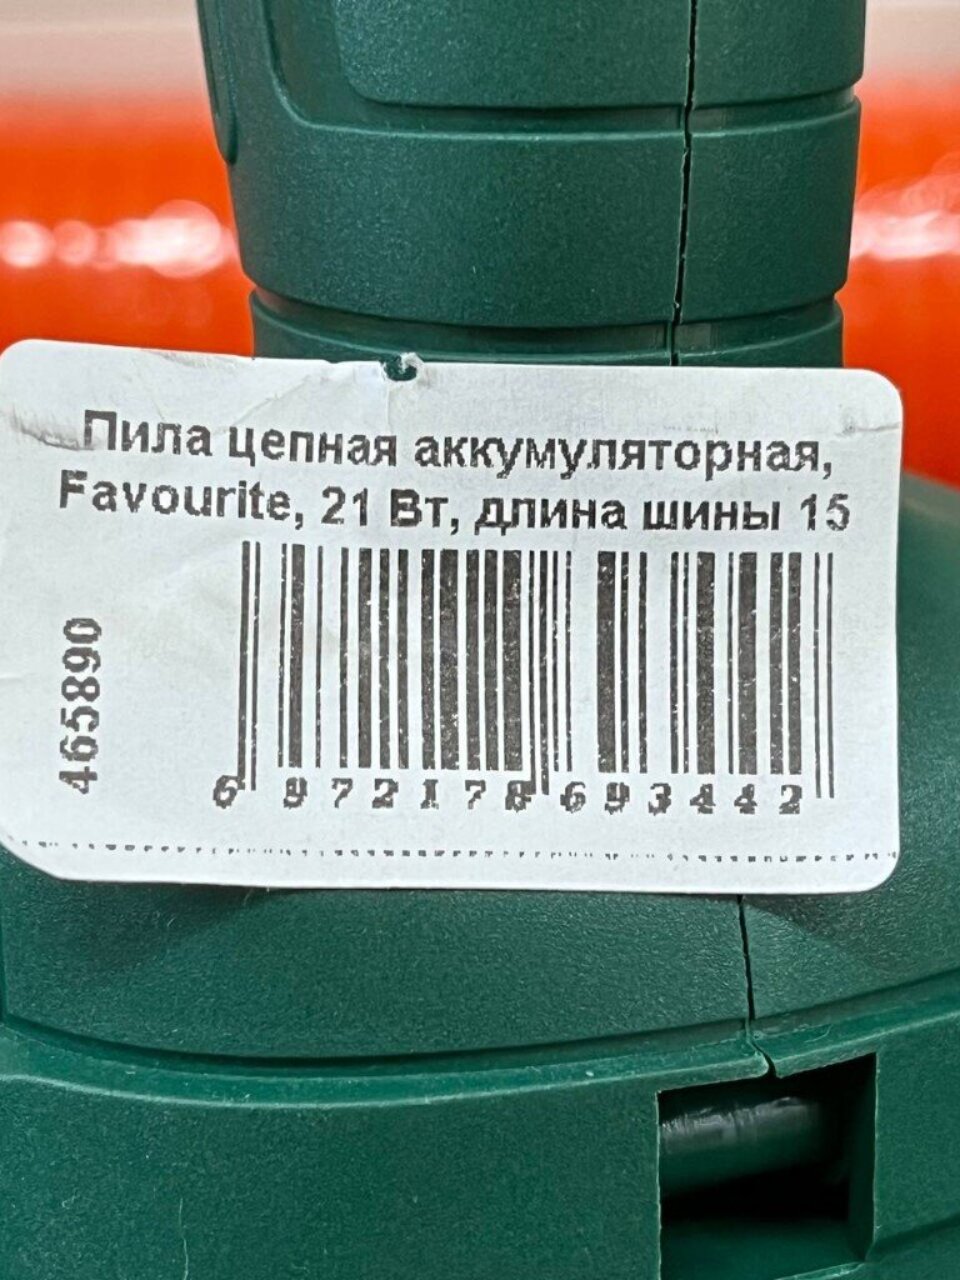 Пила цепная аккумуляторная,
Favourite, 21 Вт, длина шины 15
465890
6 972178 693442